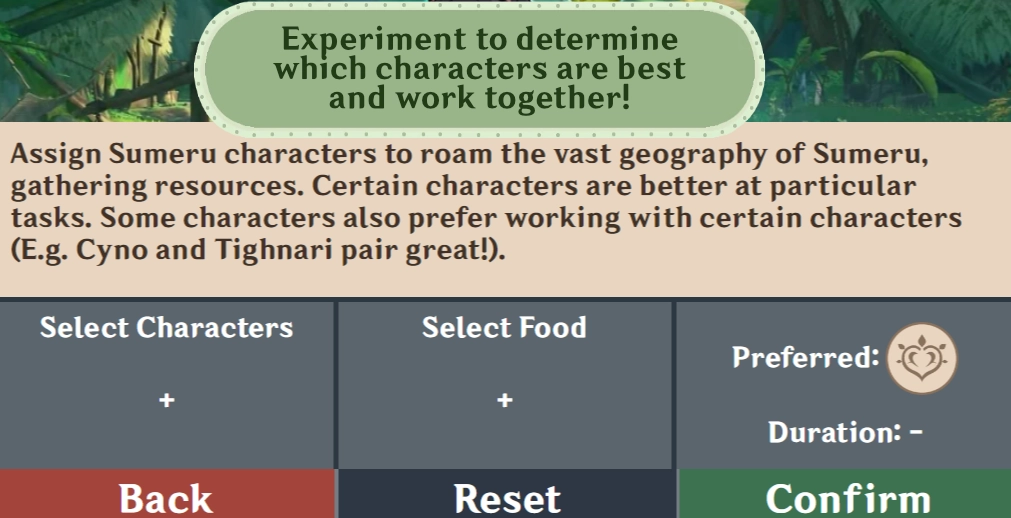 Experiment to determine
which characters are best
and work together!
Assign Sumeru characters to roam the vast geography of Sumeru,
gathering resources. Certain characters are better at particular
tasks. Some characters also prefer working with certain characters
(E.g. Cyno and Tighnari pair great!).
Select Characters
+
Select Food
+
Preferred:
Duration: -
Back
Reset
Confirm